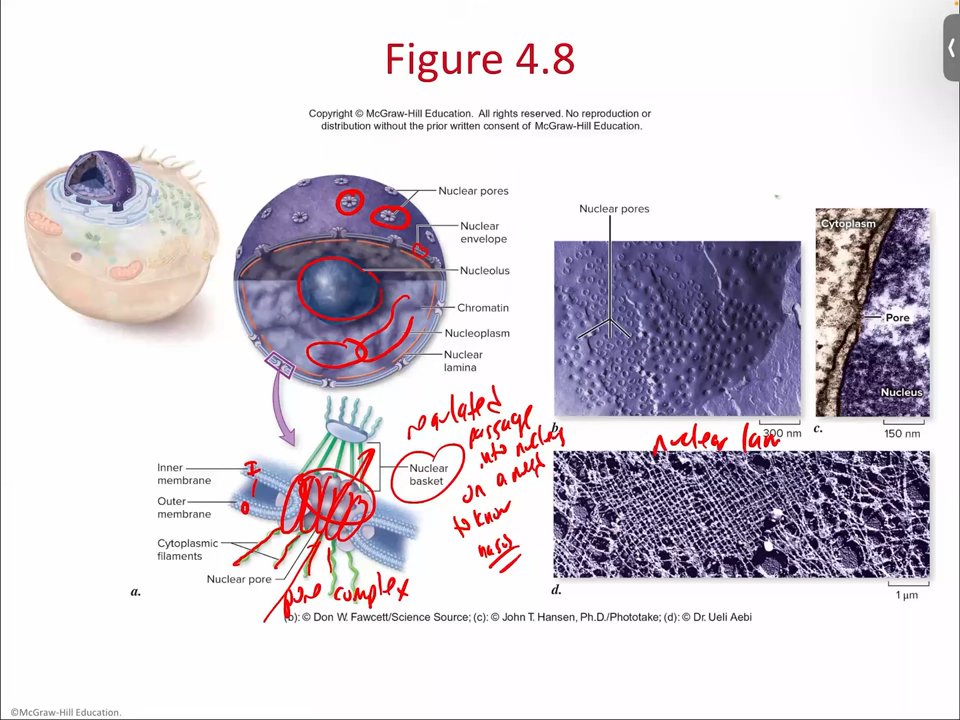 Figure 4.8
Copyright © McGraw-Hill Education. All rights reserved. No reproduction or
distribution without the prior written consent of McGraw-Hill Education.
Nuclear pores
Nuclear
envelope
Nucleolus
Chromatin
Nucleoplasm
Nuclear
lamina
Nuclear pores
b.
300 nm
Cytoplasm
Pore
Nucleus
c.
150 nm
regulated
passage
into nucleus
on a need
to know
basis
nuclear lam
Nuclear
basket
Inner
membrane
I
Outer
membrane
O
Cytoplasmic
filaments
Nuclear pore
pore complex
a.
d.
1 µm
(b): © Don W. Fawcett/Science Source; (c): © John T. Hansen, Ph.D./Phototake; (d): © Dr. Ueli Aebi
©McGraw-Hill Education.